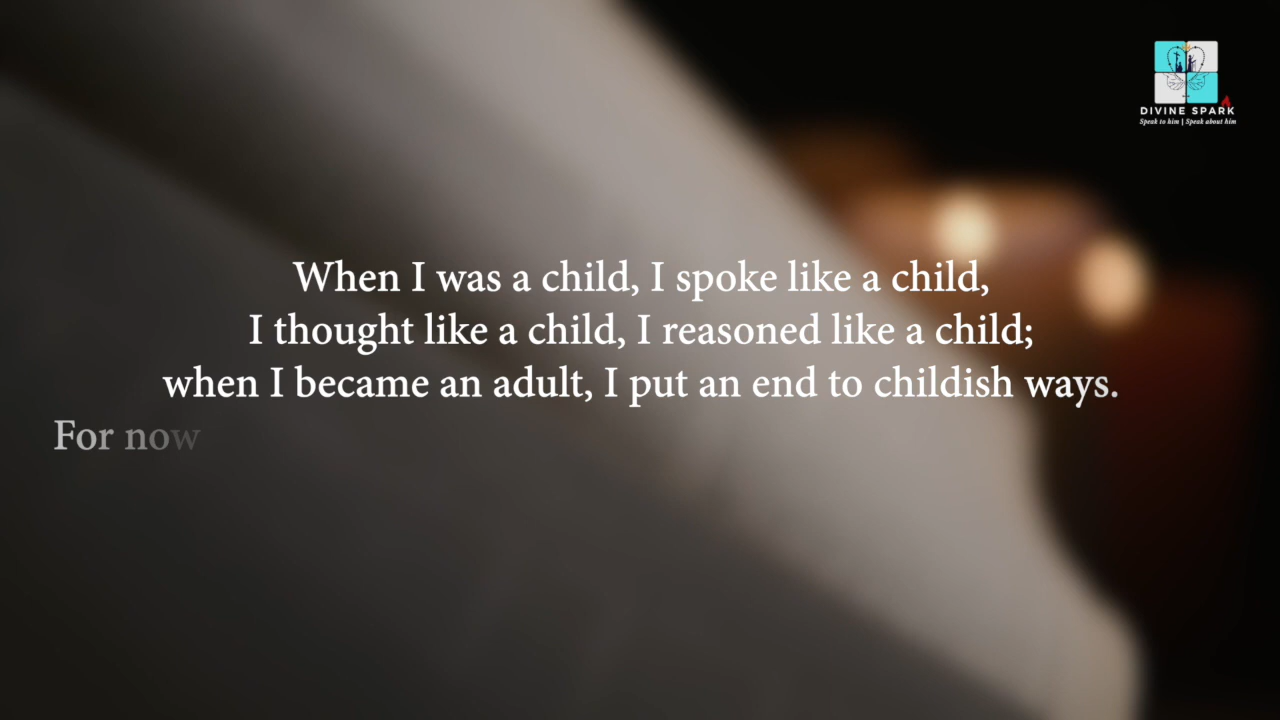 DIVINE SPARK
Speak to him | Speak about him
When I was a child, I spoke like a child,
I thought like a child, I reasoned like a child;
when I became an adult, I put an end to childish ways.
For now